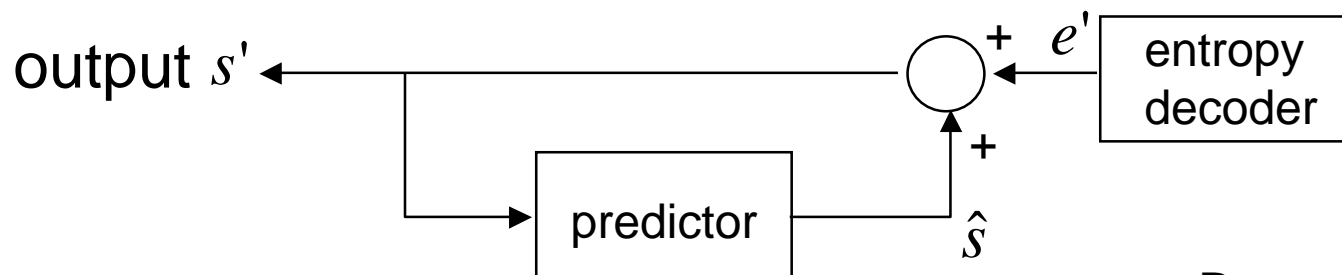 output s' + e' entropy
decoder
+
predictor ŝ